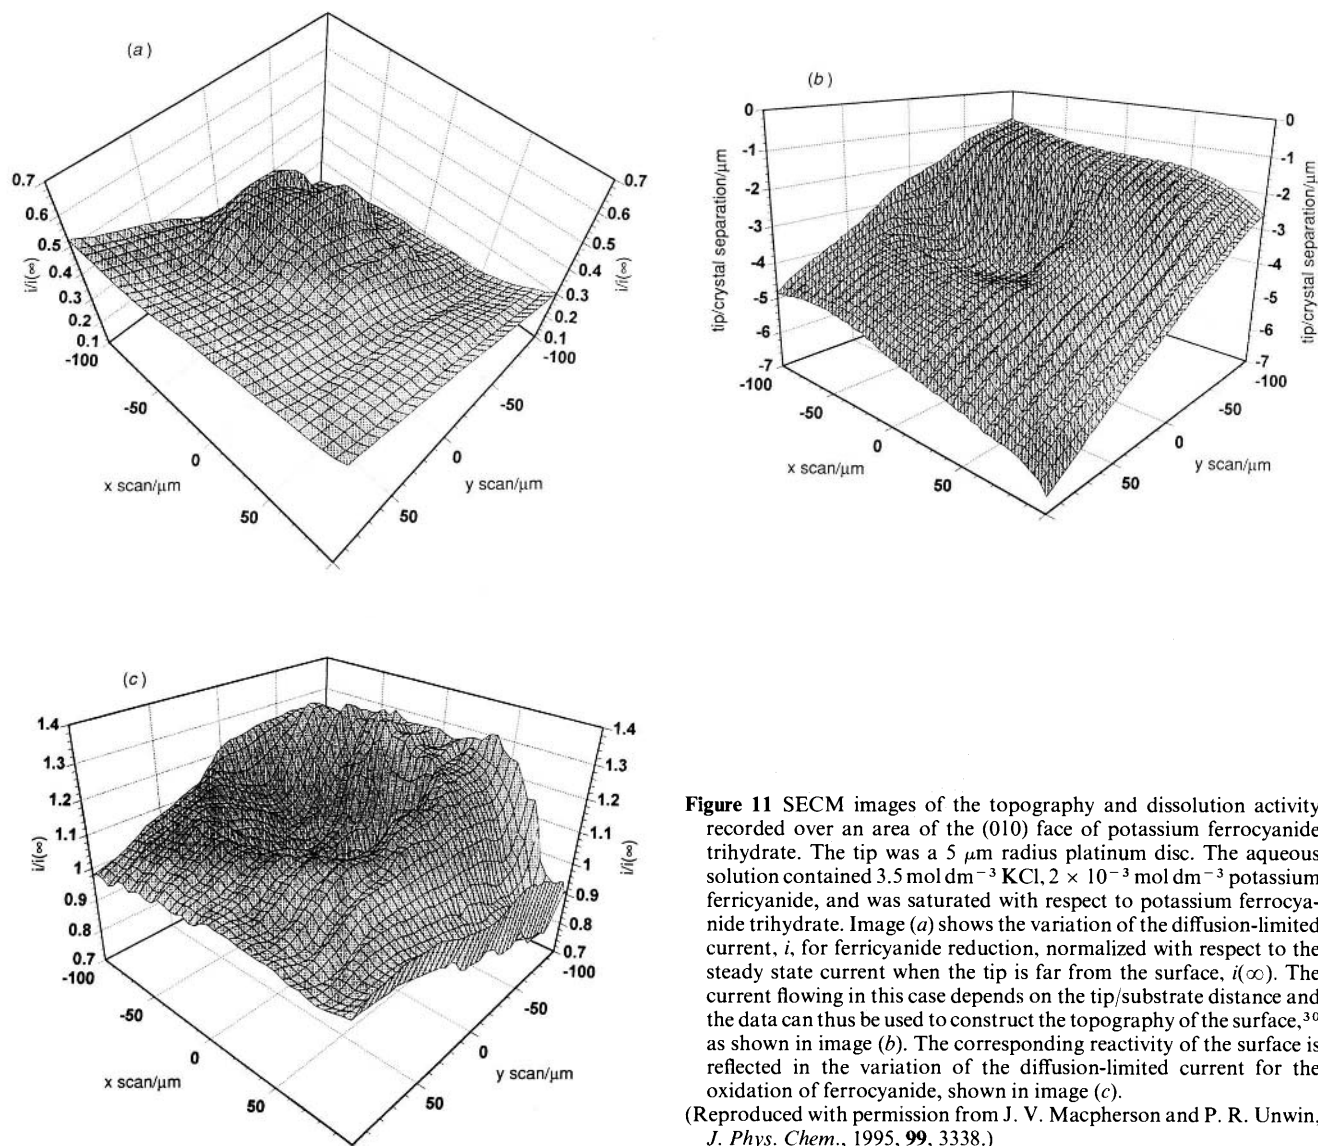 (a)
0.7
0.6
0.5
0.4
0.3
0.2
0.1
i/i(∞)
-100
-50
0
50
x scan/μm
0.7
0.6
0.5
0.4
0.3
0.2
0.1
i/i(∞)
-100
-50
0
50
y scan/μm
(b)
0
-1
-2
-3
-4
-5
-6
-7
tip/crystal separation/μm
-100
-50
0
50
x scan/μm
0
-1
-2
-3
-4
-5
-6
-7
tip/crystal separation/μm
-100
-50
0
50
y scan/μm
(c)
1.4
1.3
1.2
1.1
1
0.9
0.8
0.7
i/i(∞)
-100
-50
0
50
x scan/μm
1.4
1.3
1.2
1.1
1
0.9
0.8
0.7
i/i(∞)
-100
-50
0
50
y scan/μm
Figure 11 SECM images of the topography and dissolution activity
recorded over an area of the (010) face of potassium ferrocyanide
trihydrate. The tip was a 5 μm radius platinum disc. The aqueous
solution contained 3.5 mol dm⁻³ KCl, 2 × 10⁻³ mol dm⁻³ potassium
ferricyanide, and was saturated with respect to potassium ferrocya-
nide trihydrate. Image (a) shows the variation of the diffusion-limited
current, i, for ferricyanide reduction, normalized with respect to the
steady state current when the tip is far from the surface, i(∞). The
current flowing in this case depends on the tip/substrate distance and
the data can thus be used to construct the topography of the surface,³⁰
as shown in image (b). The corresponding reactivity of the surface is
reflected in the variation of the diffusion-limited current for the
oxidation of ferrocyanide, shown in image (c).
(Reproduced with permission from J. V. Macpherson and P. R. Unwin,
J. Phys. Chem., 1995, 99, 3338.)